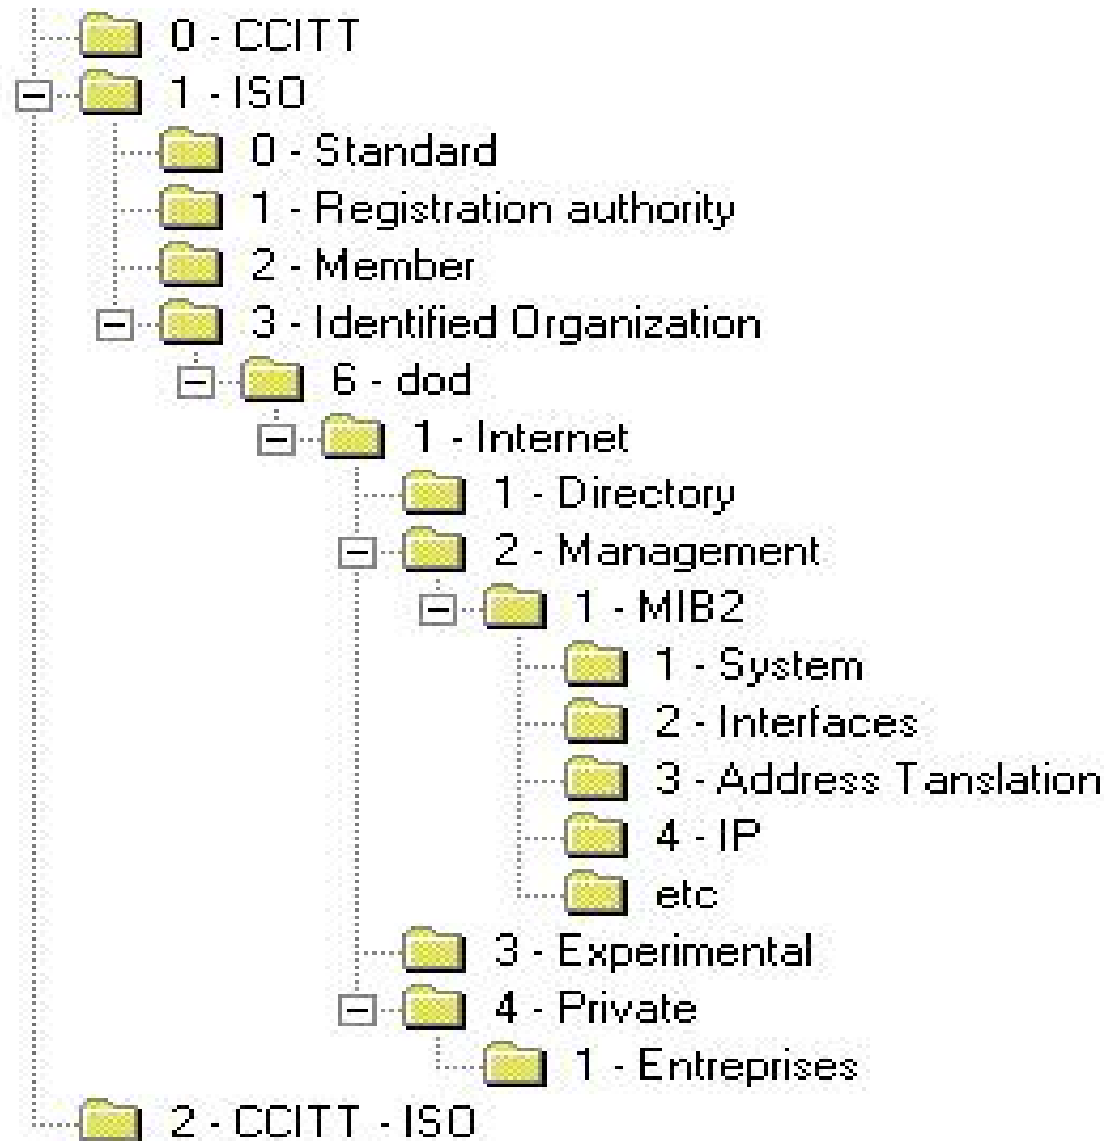 0 - CCITT
1 - ISO
0 - Standard
1 - Registration authority
2 - Member
3 - Identified Organization
6 - dod
1 - Internet
1 - Directory
2 - Management
1 - MIB2
1 - System
2 - Interfaces
3 - Address Tanslation
4 - IP
etc
3 - Experimental
4 - Private
1 - Entreprises
2 - CCITT - ISO